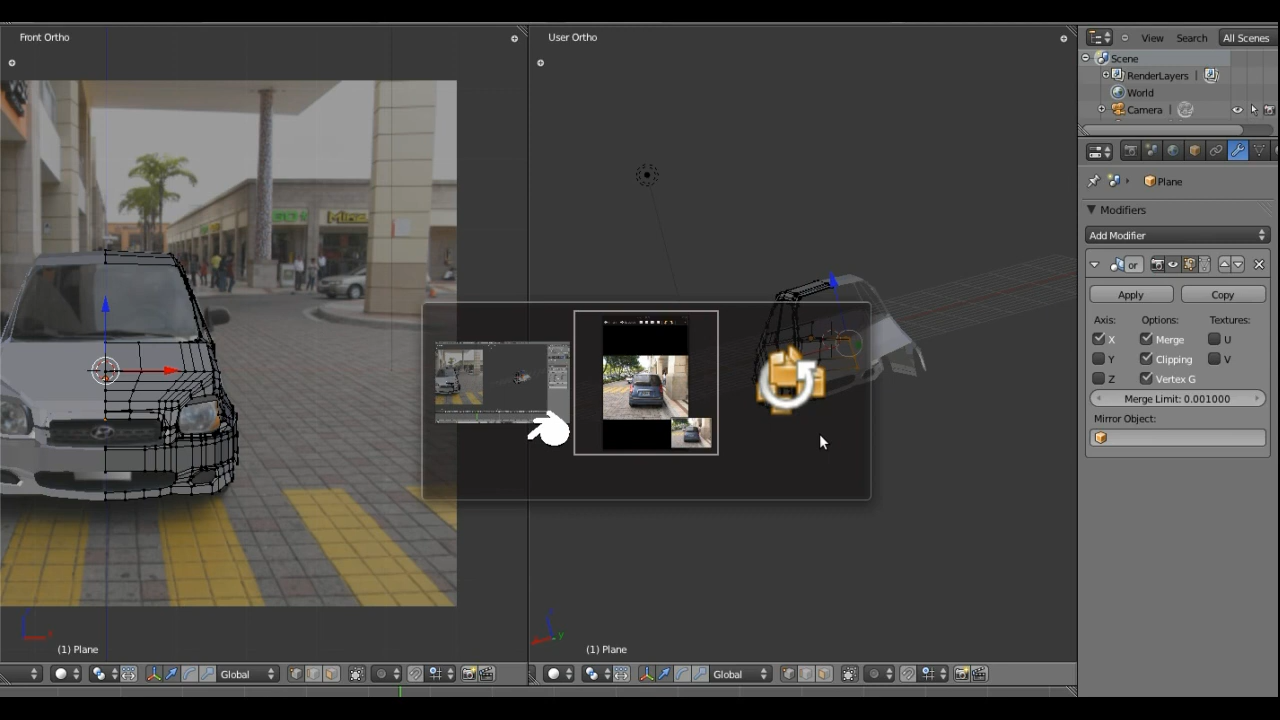 Front Ortho
User Ortho
View Search All Scenes
Scene
RenderLayers
World
Camera
Plane
Modifiers
Add Modifier
or
Apply Copy
Axis: Options: Textures:
X Merge U
Y Clipping V
Z Vertex G
Merge Limit: 0.001000
Mirror Object:
(1) Plane
(1) Plane
Global
Global